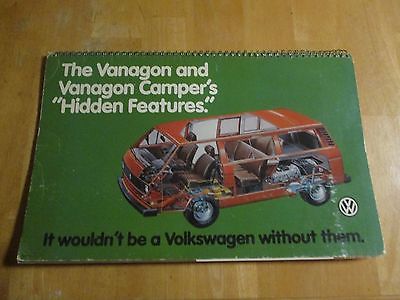 The Vanagon and
Vanagon Camper's
"Hidden Features."
It wouldn't be a Volkswagen without them.